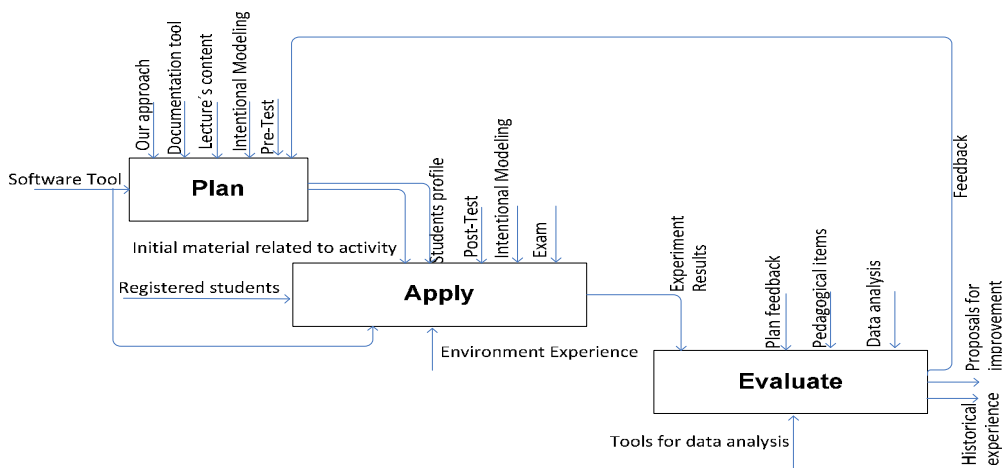 Our approach
Documentation tool
Lecture´s content
Intentional Modeling
Pre-Test
Feedback
Software Tool
Plan
Students profile
Post-Test
Intentional Modeling
Exam
Initial material related to activity
Registered students
Apply
Experiment
Results
Plan feedback
Pedagogical items
Data analysis
Proposals for
improvement
Environment Experience
Evaluate
Historical
experience
Tools for data analysis